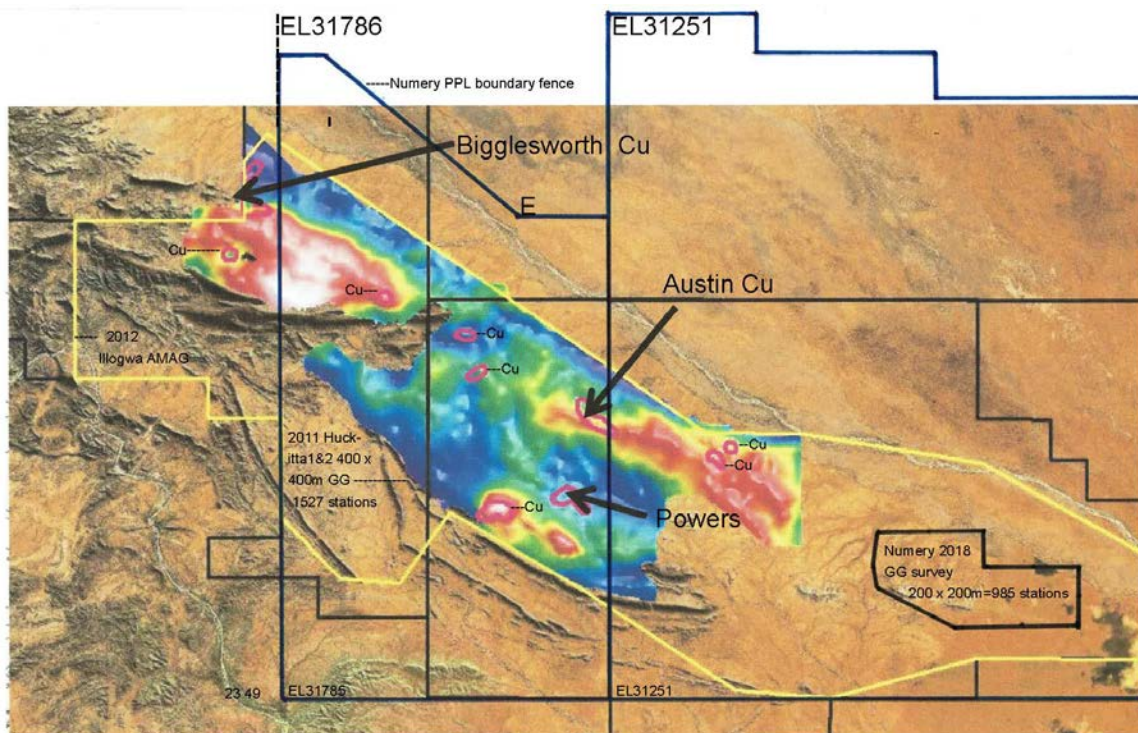 EL31786
EL31251
-----Numery PPL boundary fence
Bigglesworth Cu
E
Cu-------
Cu---
Austin Cu
----- 2012
Illogwa AMAG
--Cu
---Cu
2011 Huck-
itta1&2 400 x
400m GG ----------
1527 stations
--Cu
--Cu
---Cu
Powers
Numery 2018
GG survey
200 x 200m=985 stations
23 49
EL31785
EL31251